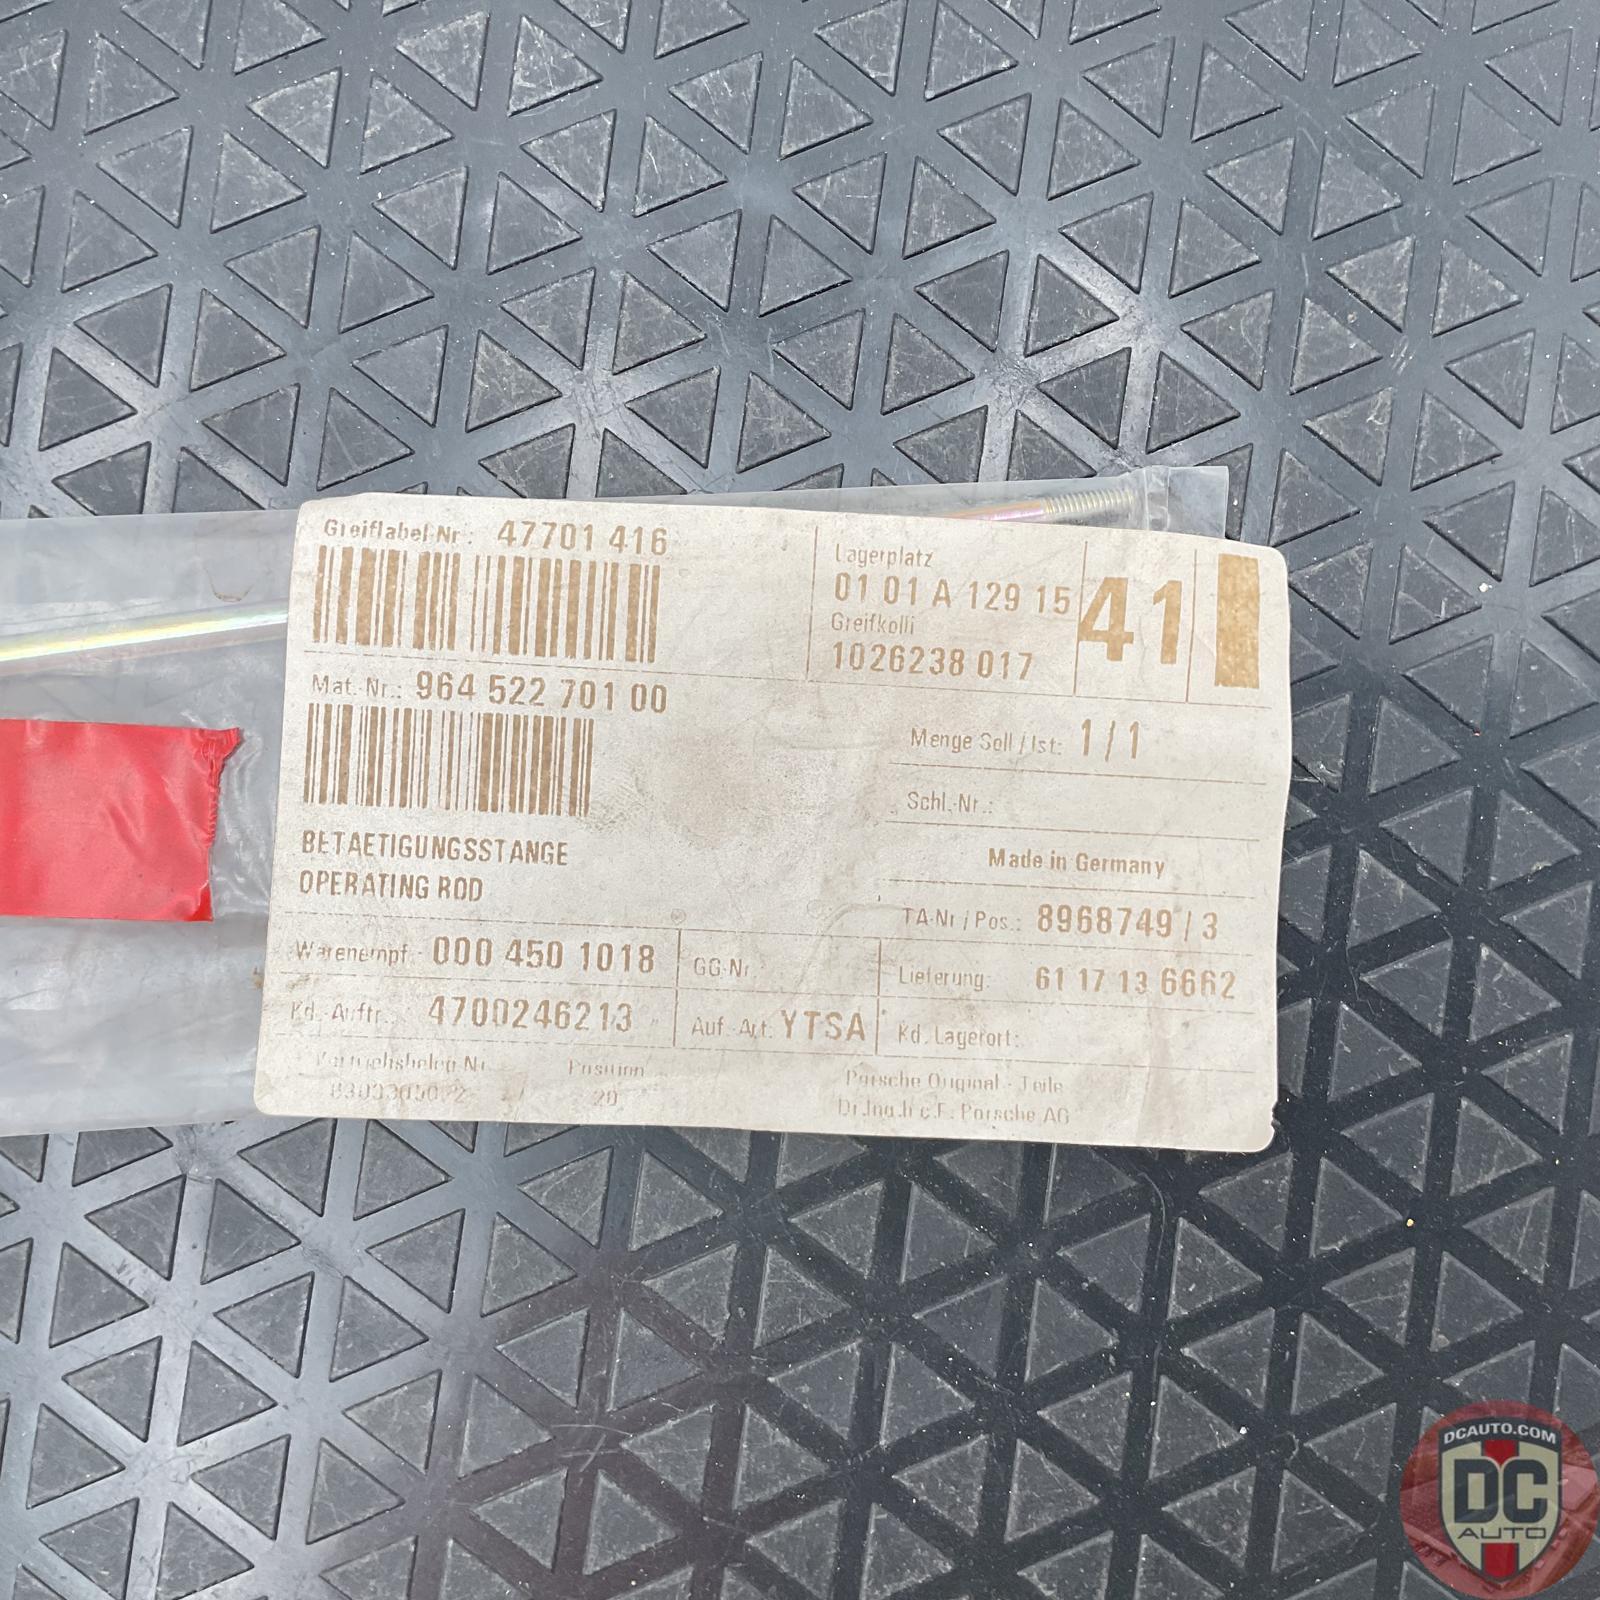 Greiflabel-Nr.: 47701 416
Lagerplatz
01 01 A 129 15
41
Greifkolli
1026238 017
Mat.-Nr.: 964 522 701 00
Menge Soll / Ist: 1 / 1
Schl.-Nr.:
BETAETIGUNGSSTANGE
OPERATING ROD
Made in Germany
TA-Nr / Pos.: 8968749 / 3
Warenempf.: 000 450 1018
GG-Nr.:
Lieferung: 61 17 13 6662
Kd.-Auftr.: 4700246213
Auf.-Art: YTSA
Kd. Lagerort:
Vertriebsbeleg Nr. Position
20
Porsche Original - Teile
Dr.Ing.h.c.F. Porsche AG
DCAUTO.COM
DC
AUTO